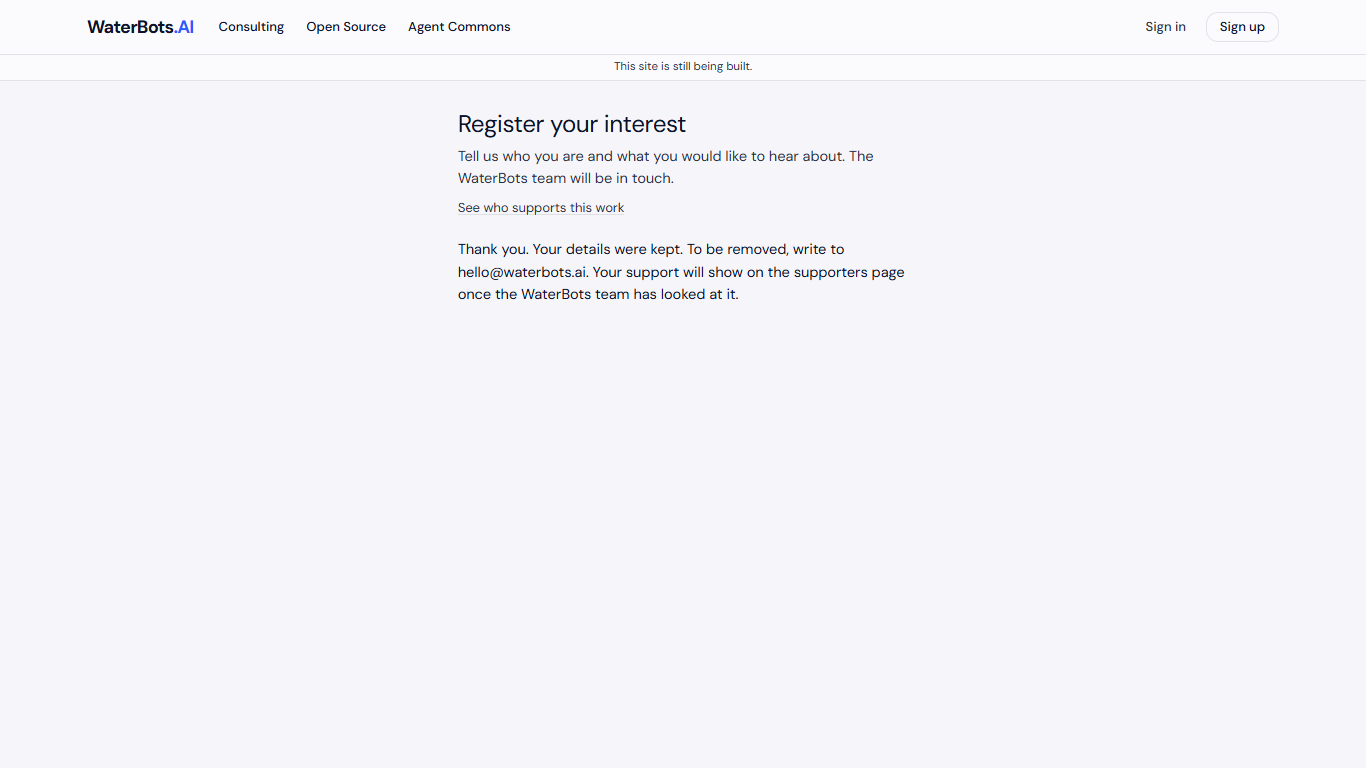 WaterBots.AI Consulting Open Source Agent Commons Sign in Sign up
This site is still being built.
Register your interest
Tell us who you are and what you would like to hear about. The
WaterBots team will be in touch.
See who supports this work
Thank you. Your details were kept. To be removed, write to
hello@waterbots.ai. Your support will show on the supporters page
once the WaterBots team has looked at it.